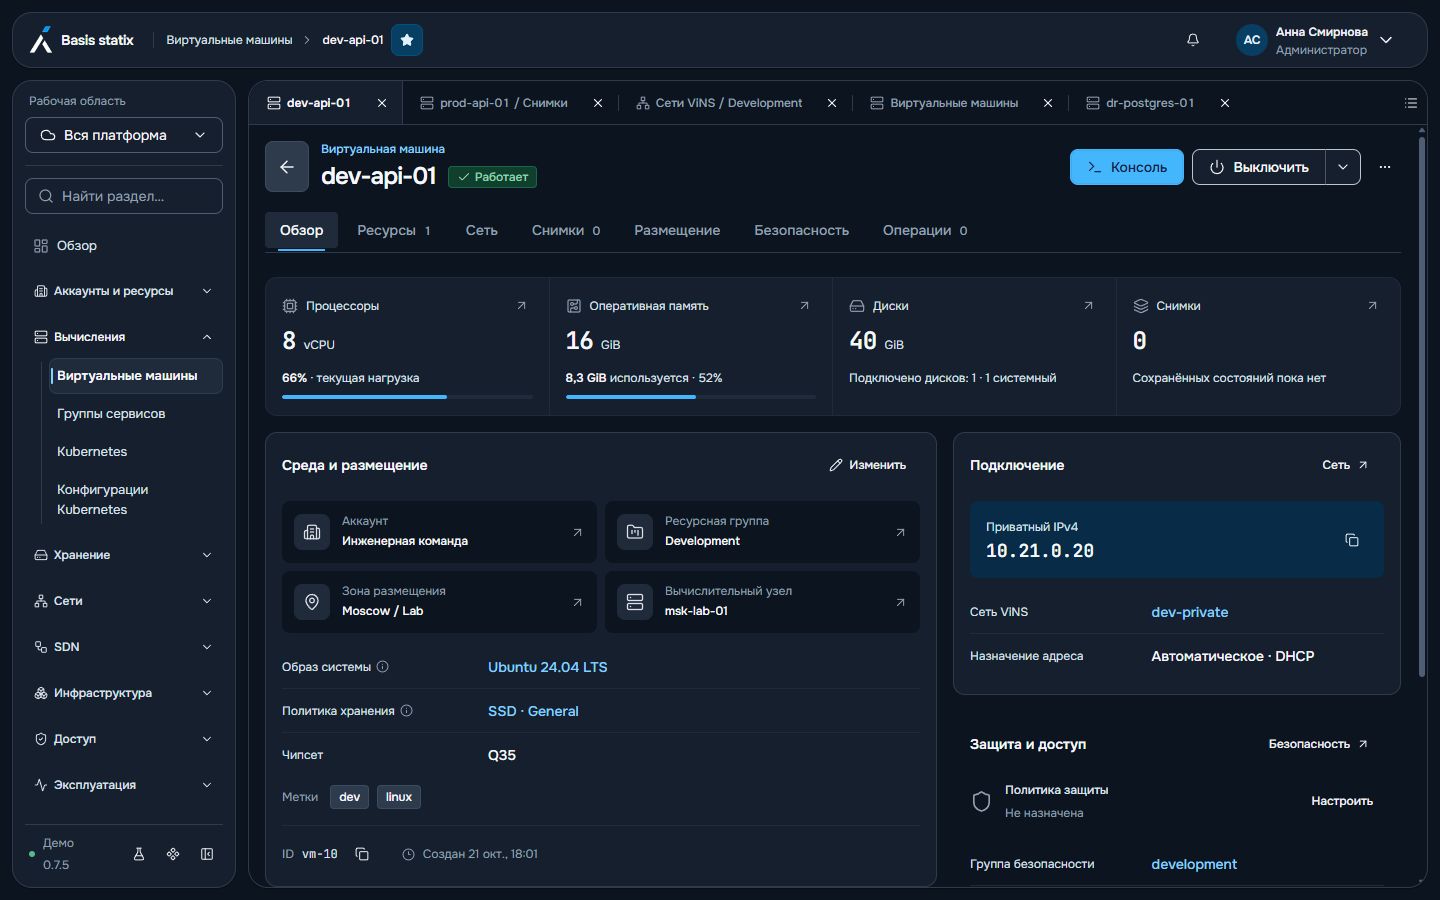 Basis statix
Виртуальные машины
dev-api-01
АС
Анна Смирнова
Администратор
Рабочая область
Вся платформа
Найти раздел...
Обзор
Аккаунты и ресурсы
Вычисления
Виртуальные машины
Группы сервисов
Kubernetes
Конфигурации
Kubernetes
Хранение
Сети
SDN
Инфраструктура
Доступ
Эксплуатация
Демо
0.7.5
dev-api-01
prod-api-01 / Снимки
Сети ViNS / Development
Виртуальные машины
dr-postgres-01
Виртуальная машина
dev-api-01
Работает
Консоль
Выключить
Обзор
Ресурсы 1
Сеть
Снимки 0
Размещение
Безопасность
Операции 0
Процессоры
8 vCPU
66% · текущая нагрузка
Оперативная память
16 GiB
8,3 GiB используется · 52%
Диски
40 GiB
Подключено дисков: 1 · 1 системный
Снимки
0
Сохранённых состояний пока нет
Среда и размещение
Изменить
Аккаунт
Инженерная команда
Ресурсная группа
Development
Зона размещения
Moscow / Lab
Вычислительный узел
msk-lab-01
Образ системы
Ubuntu 24.04 LTS
Политика хранения
SSD · General
Чипсет
Q35
Метки
dev
linux
ID vm-10
Создан 21 окт., 18:01
Подключение
Сеть
Приватный IPv4
10.21.0.20
Сеть ViNS
dev-private
Назначение адреса
Автоматическое · DHCP
Защита и доступ
Безопасность
Политика защиты
Не назначена
Настроить
Группа безопасности
development